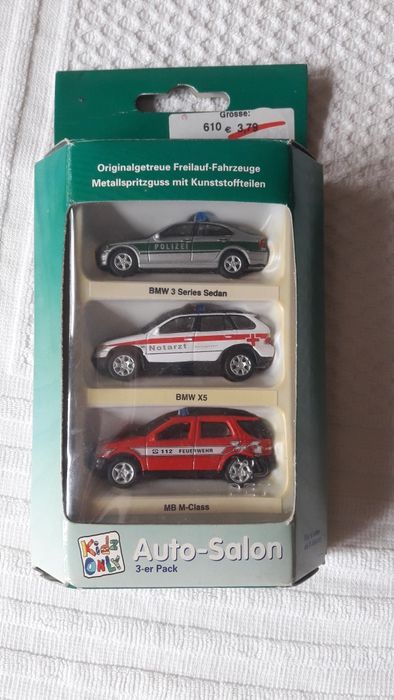 Grösse:
610 € 3,79
Originalgetreue Freilauf-Fahrzeuge
Metallspritzguss mit Kunststoffteilen
POLIZEI
BMW 3 Series Sedan
Notarzt
BMW X5
112 FEUERWEHR
MB M-Class
Kidz
ONLY
Auto-Salon
3-er Pack